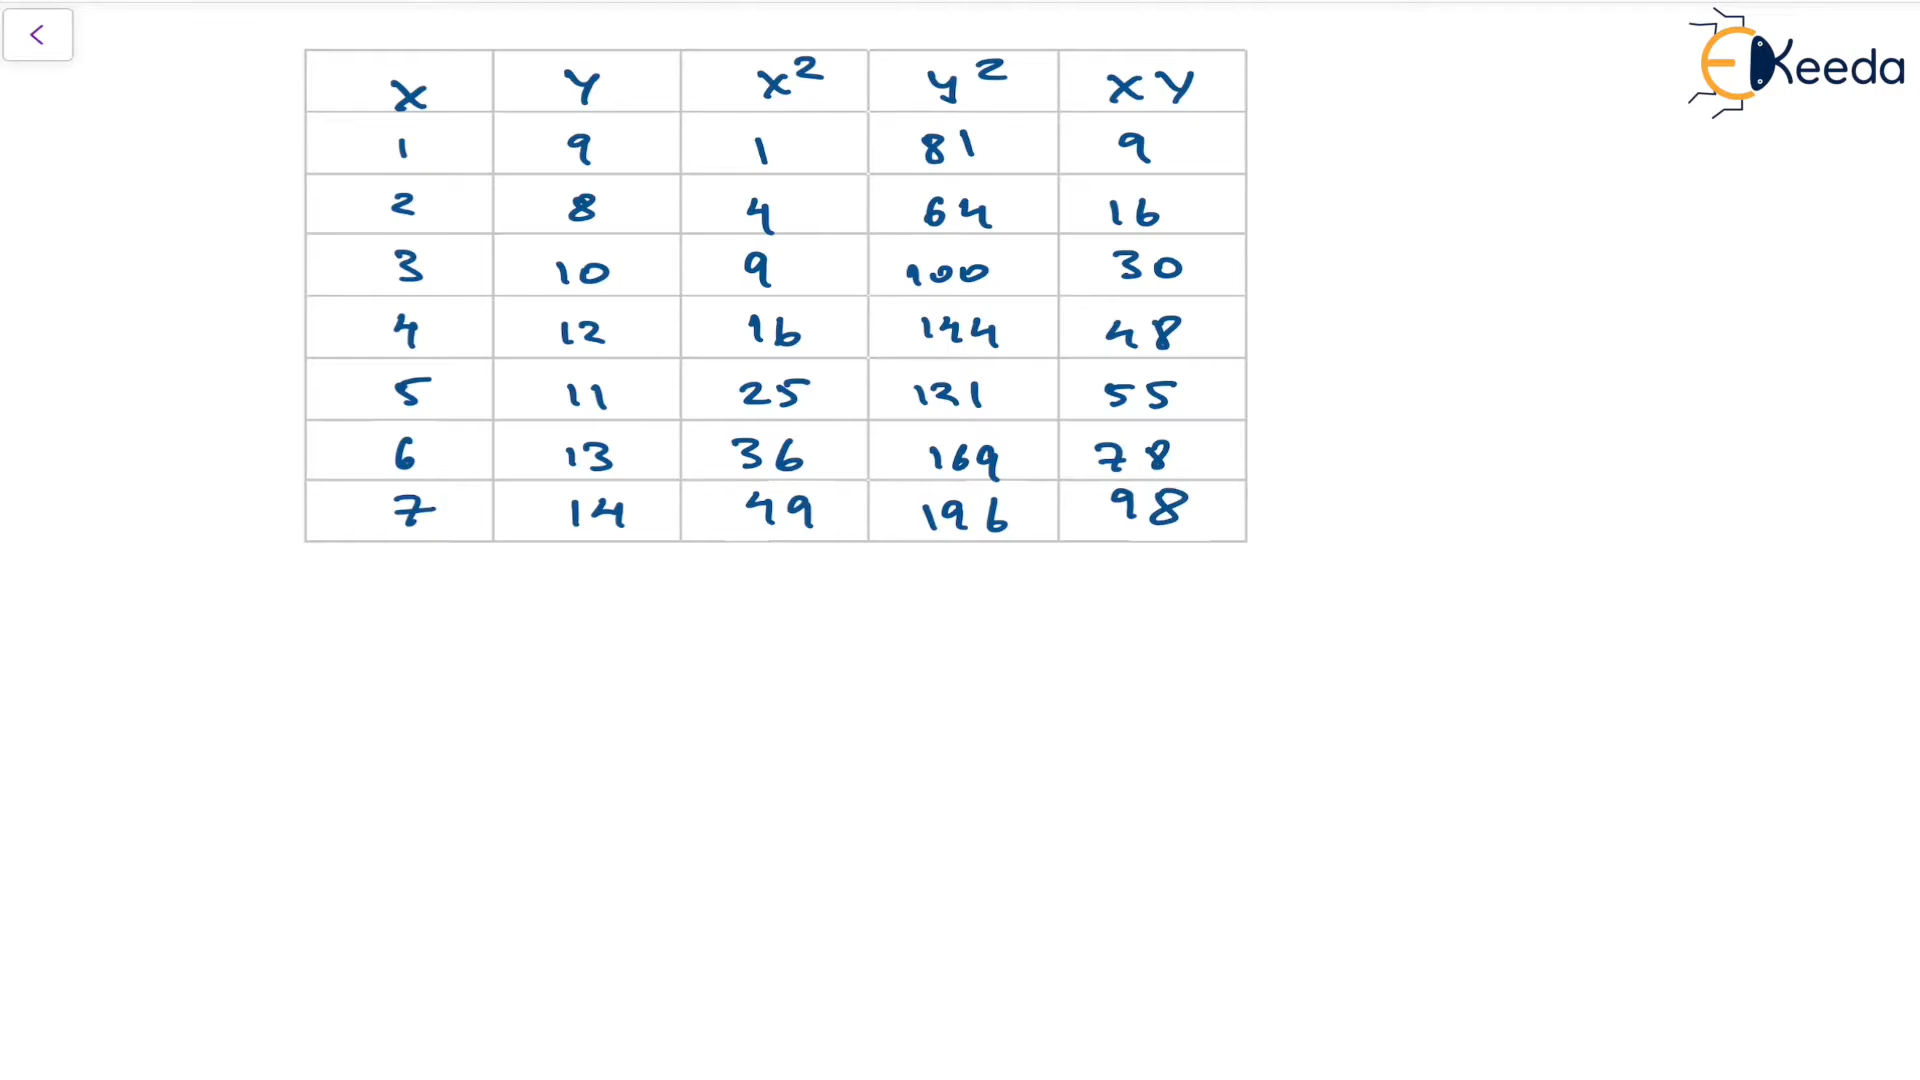 EKeeda
X Y X² Y² XY
1 9 1 81 9
2 8 4 64 16
3 10 9 100 30
4 12 16 144 48
5 11 25 121 55
6 13 36 169 78
7 14 49 196 98